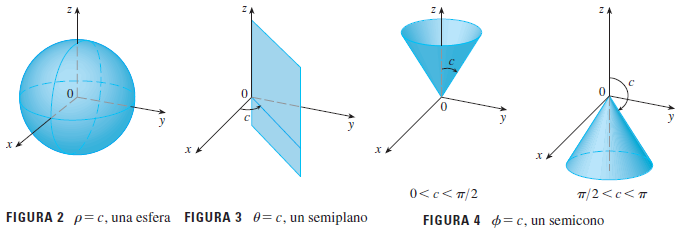 z
0
x
y
z
0
c
x
y
z
c
0
x
y
0<c<π/2
z
c
0
x
y
π/2<c<π
FIGURA 2 ρ=c, una esfera
FIGURA 3 θ=c, un semiplano
FIGURA 4 ϕ=c, un semicono